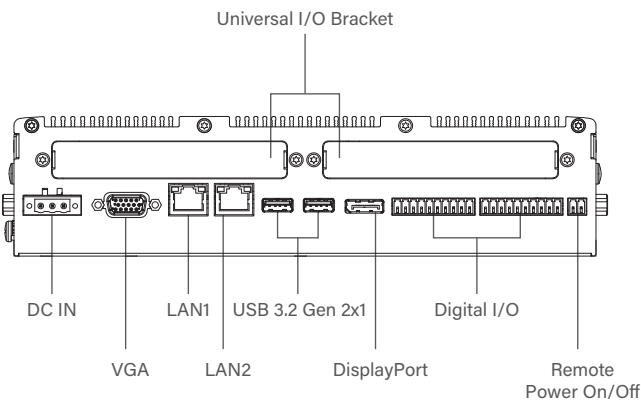 Universal I/O Bracket
DC IN
LAN1
USB 3.2 Gen 2x1
Digital I/O
VGA
LAN2
DisplayPort
Remote
Power On/Off